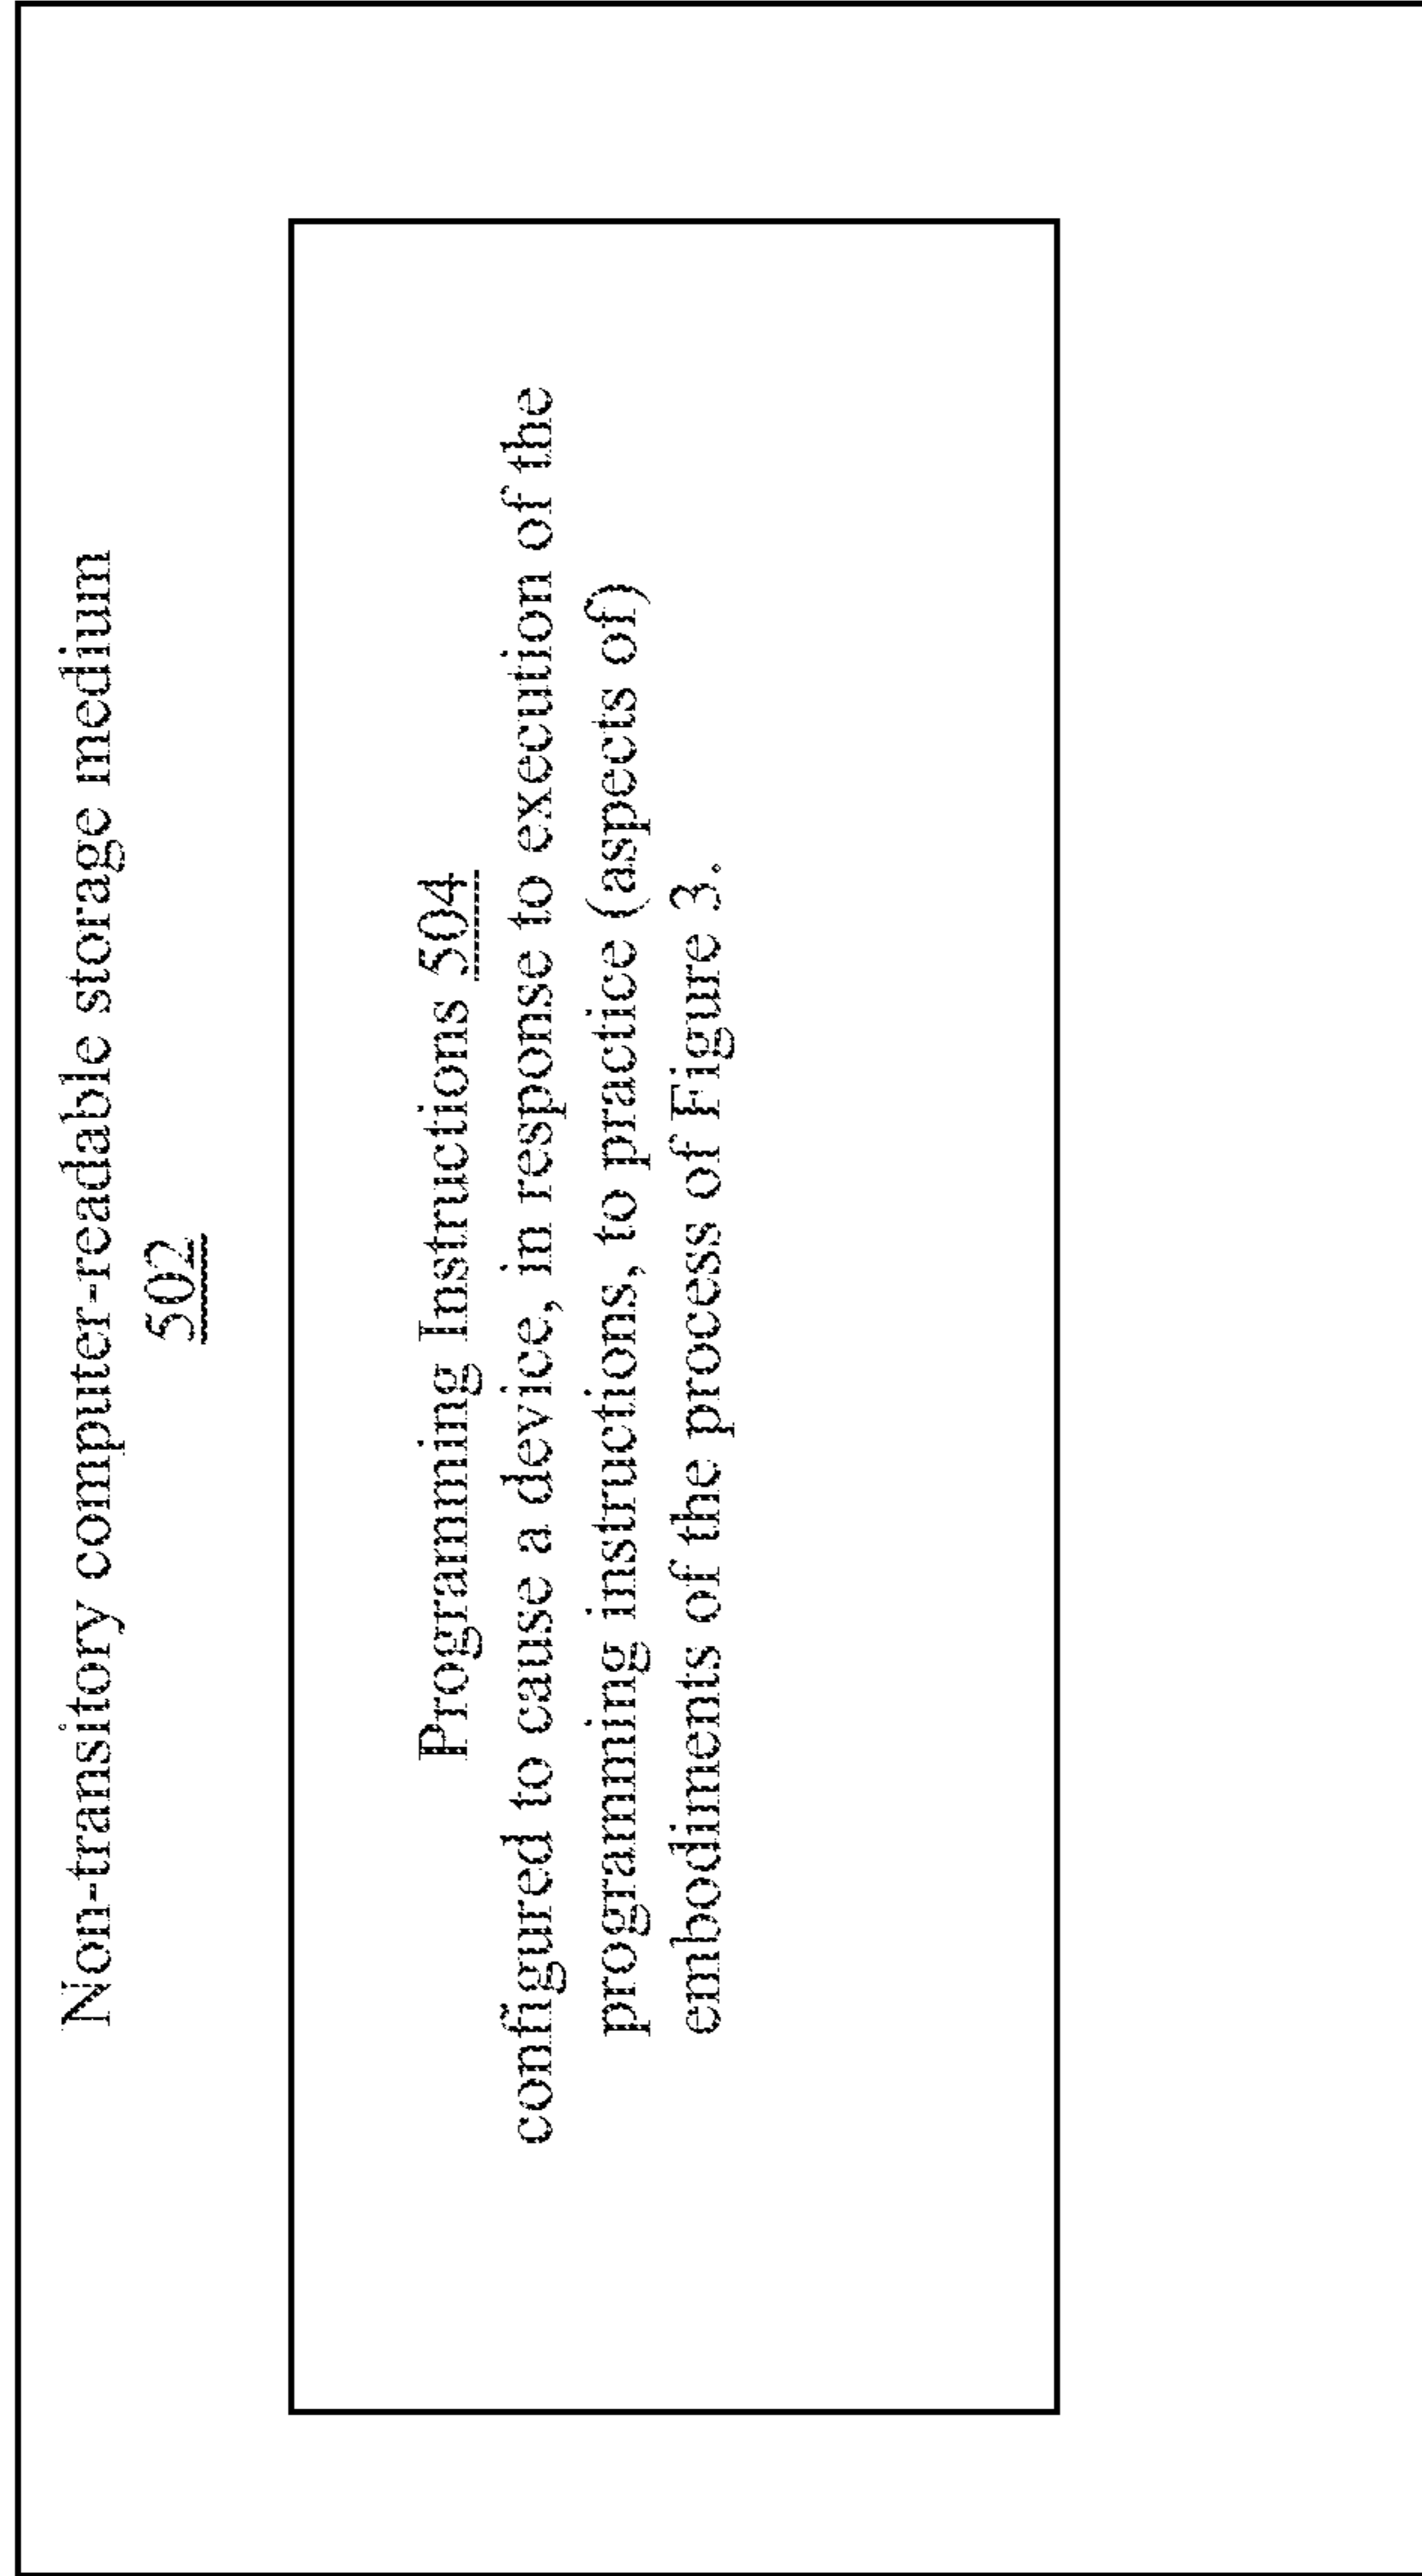 Non-transitory computer-readable storage medium
502
Programming Instructions 504
configured to cause a device, in response to execution of the
programming instructions, to practice (aspects of)
embodiments of the process of Figure 3.